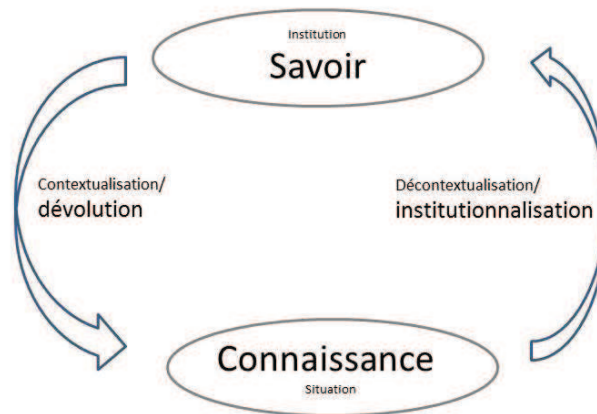 Institution
Savoir
Contextualisation/
dévolution
Décontextualisation/
institutionnalisation
Connaissance
Situation